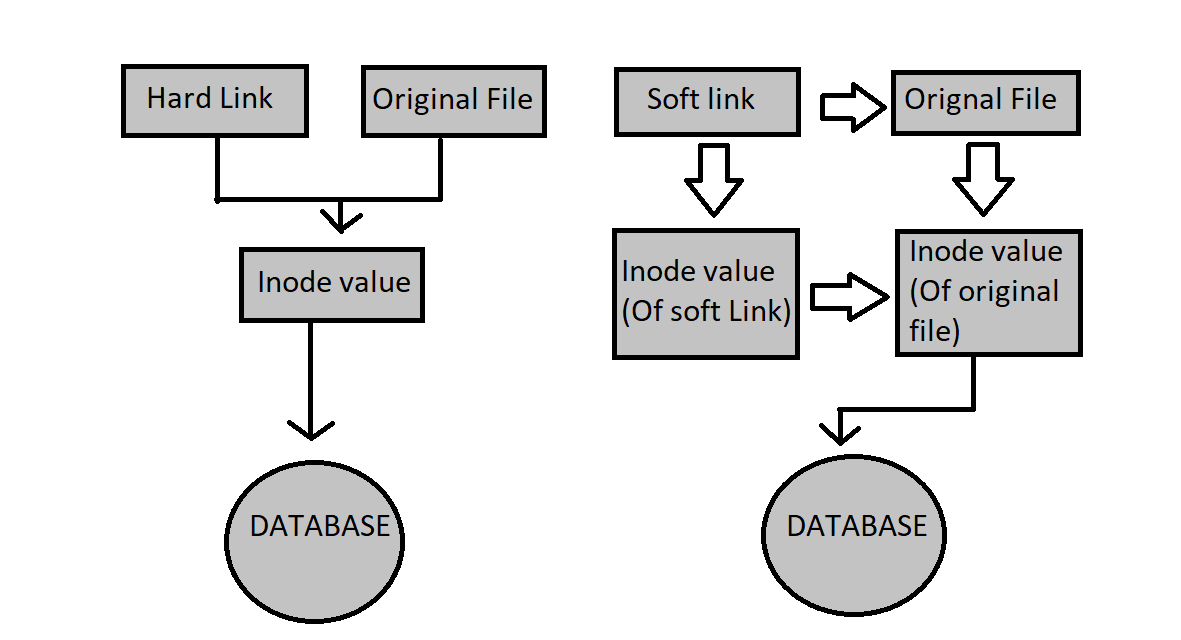 Hard Link
Original File
Inode value
DATABASE
Soft link
Orignal File
Inode value
(Of soft Link)
Inode value
(Of original
file)
DATABASE